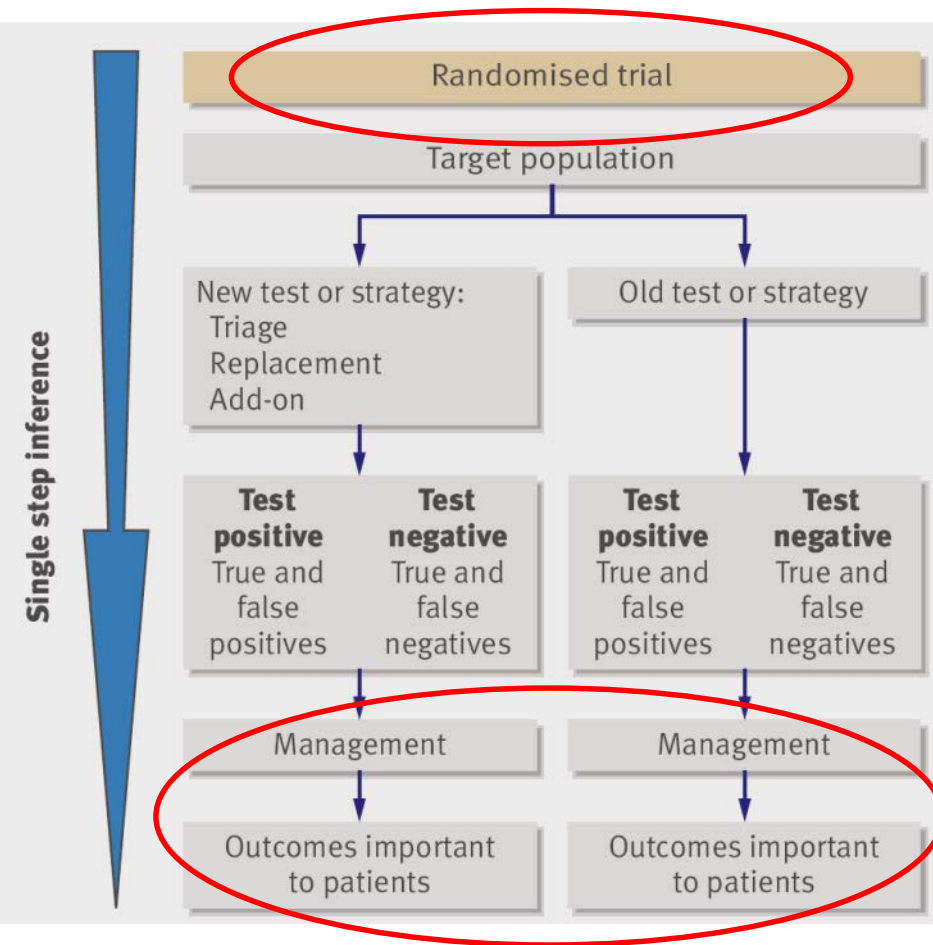 Randomised trial
Target population
New test or strategy:
Triage
Replacement
Add-on
Old test or strategy
Single step inference
Test
positive
True and
false
positives
Test
negative
True and
false
negatives
Test
positive
True and
false
positives
Test
negative
True and
false
negatives
Management
Management
Outcomes important
to patients
Outcomes important
to patients